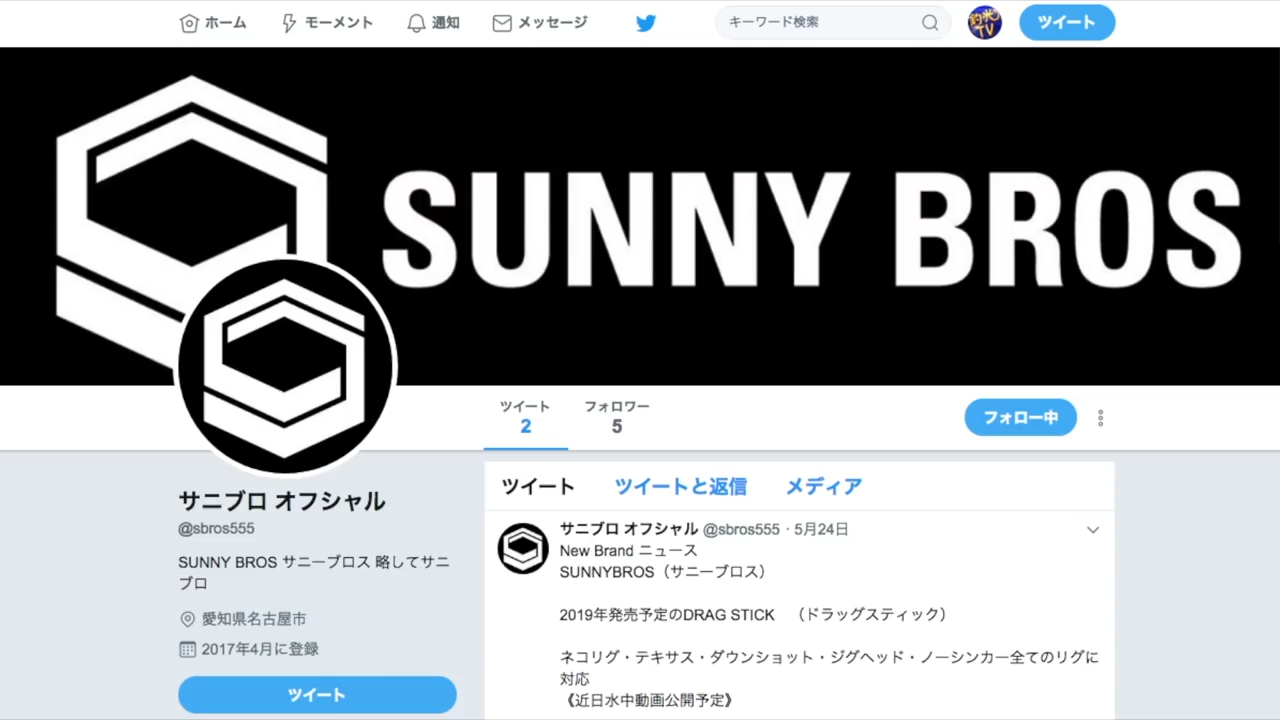 ホーム
モーメント
通知
メッセージ
キーワード検索
釣米
TV
ツイート
SUNNY BROS
ツイート
2
フォロワー
5
フォロー中
サニブロ オフシャル
@sbros555
SUNNY BROS サニーブロス 略してサニ
ブロ
愛知県名古屋市
2017年4月に登録
ツイート
ツイート
ツイートと返信
メディア
サニブロ オフシャル @sbros555 · 5月24日
New Brand ニュース
SUNNYBROS（サニーブロス）
2019年発売予定のDRAG STICK　（ドラッグスティック）
ネコリグ・テキサス・ダウンショット・ジグヘッド・ノーシンカー全てのリグに
対応
《近日水中動画公開予定》